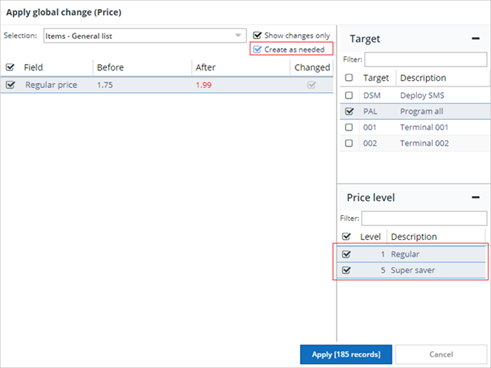 Apply global change (Price)
Selection: Items - General list
Show changes only
Create as needed
Field Before After Changed
Regular price 1.75 1.99
Target
Filter:
Target Description
DSM Deploy SMS
PAL Program all
001 Terminal 001
002 Terminal 002
Price level
Filter:
Level Description
1 Regular
5 Super saver
Apply [185 records]
Cancel